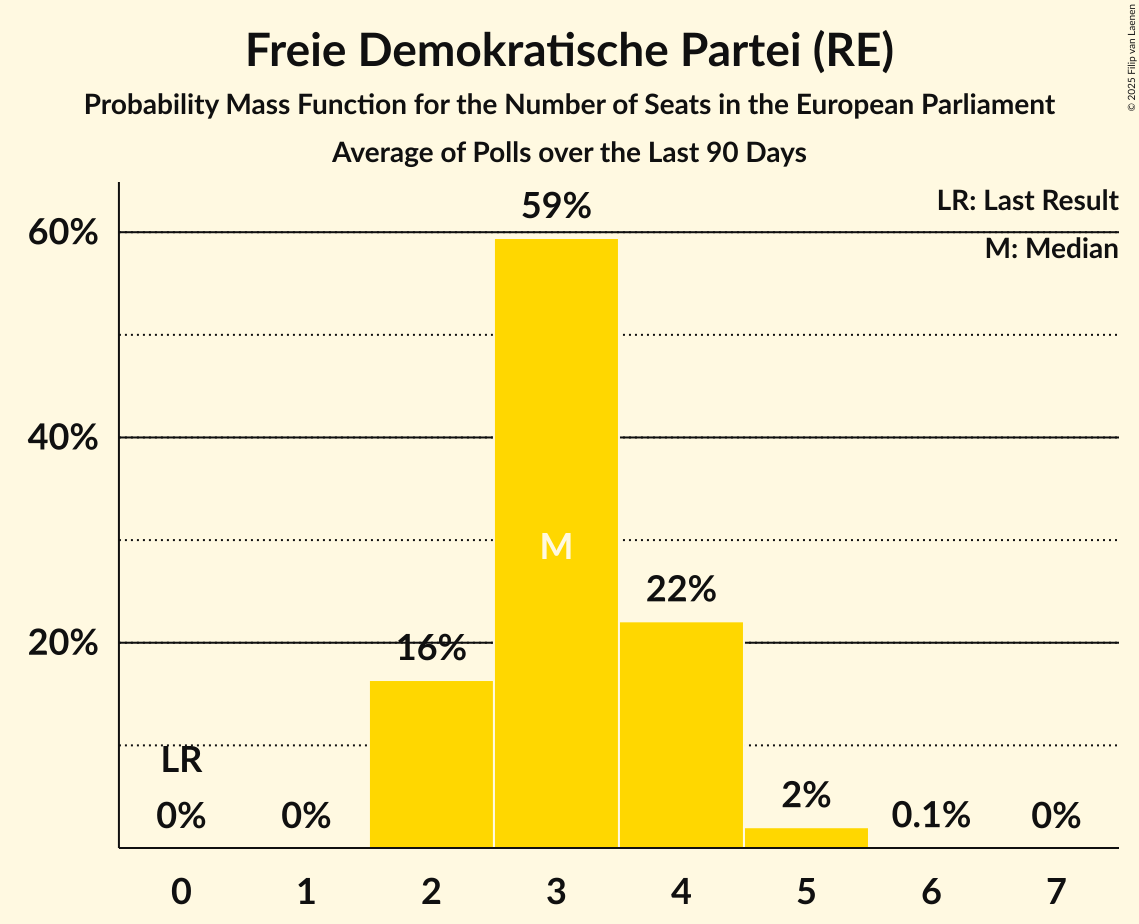 Freie Demokratische Partei (RE)
Probability Mass Function for the Number of Seats in the European Parliament
Average of Polls over the Last 90 Days
© 2025 Filip van Laenen
LR: Last Result
M: Median
60%
40%
20%
59%
M
22%
16%
LR
0%
0%
2%
0.1%
0%
0 1 2 3 4 5 6 7